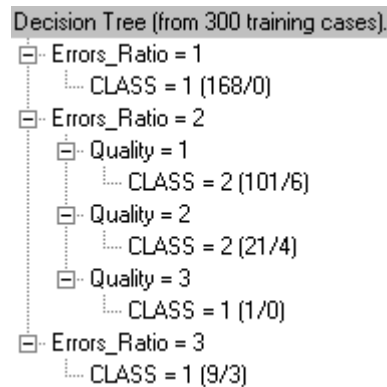 Decision Tree (from 300 training cases).
Errors_Ratio = 1
CLASS = 1 (168/0)
Errors_Ratio = 2
Quality = 1
CLASS = 2 (101/6)
Quality = 2
CLASS = 2 (21/4)
Quality = 3
CLASS = 1 (1/0)
Errors_Ratio = 3
CLASS = 1 (9/3)